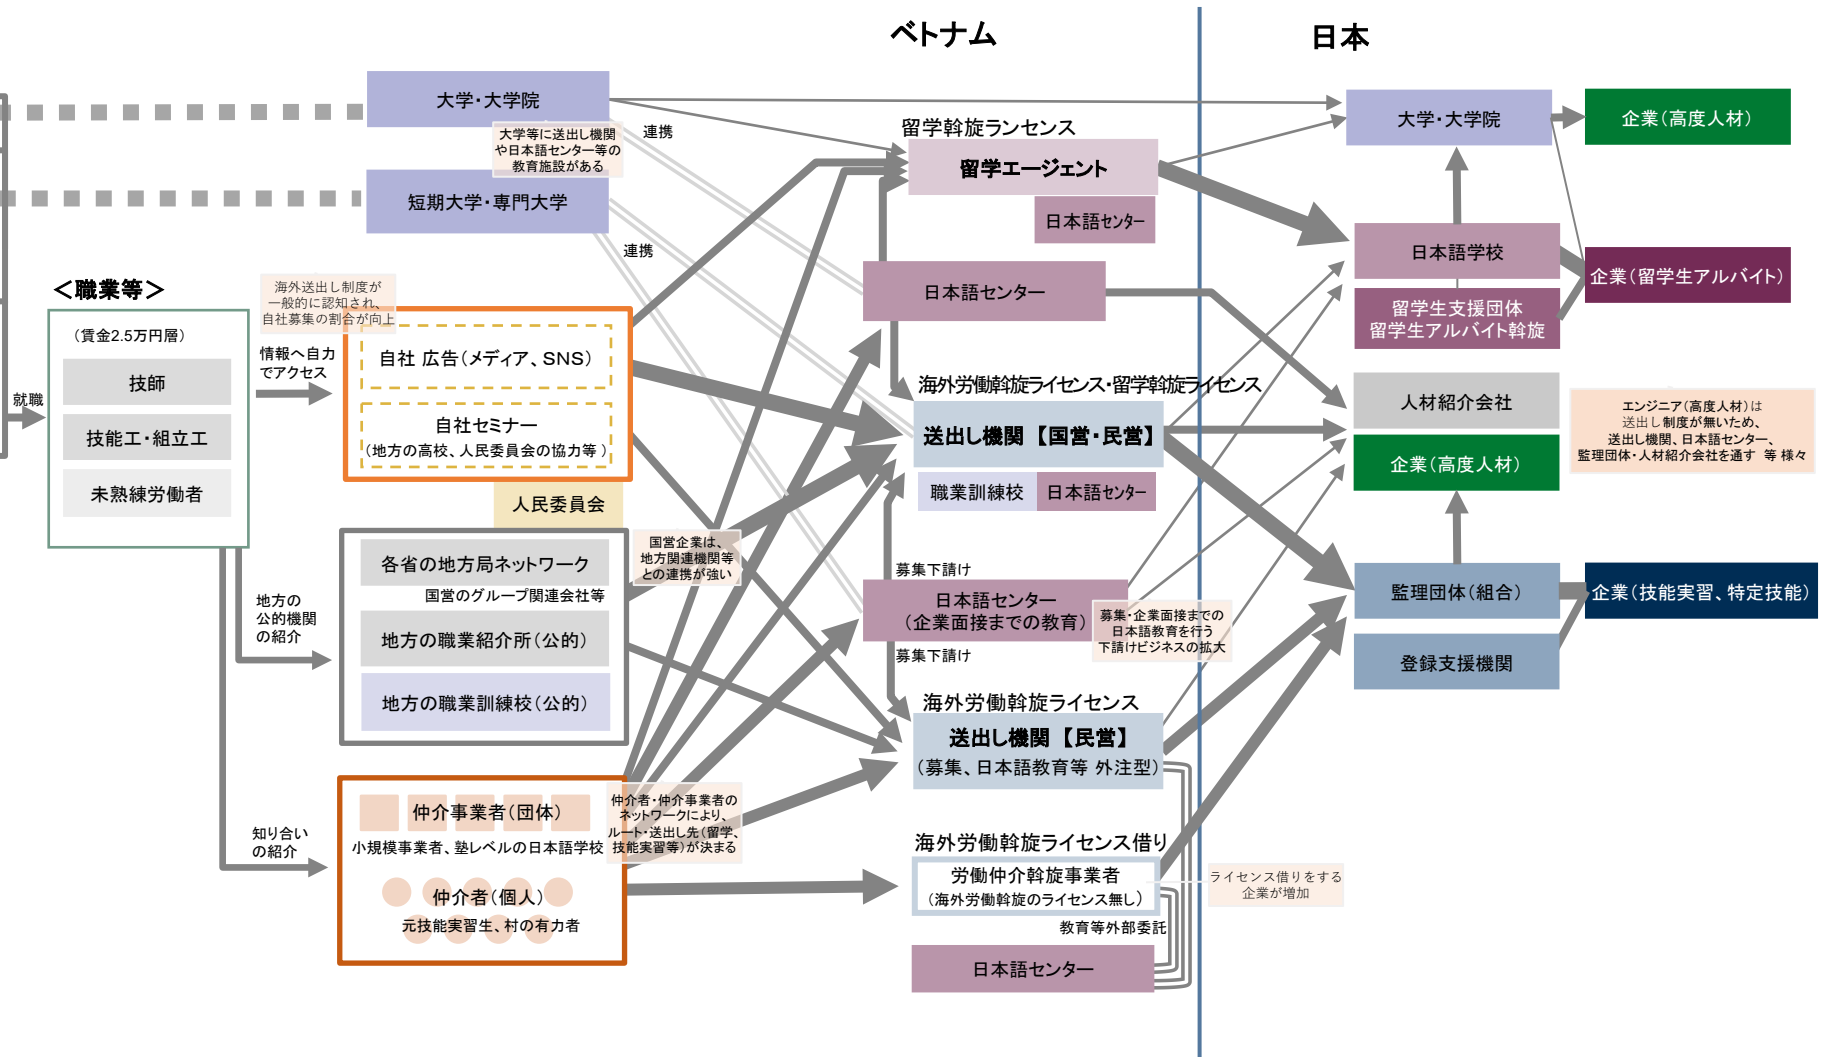 ベトナム
日本
大学・大学院
大学等に送出し機関
や日本語センター等の
教育施設がある
連携
短期大学・専門大学
連携
留学斡旋ランセンス
留学エージェント
日本語センター
日本語センター
大学・大学院
企業(高度人材)
日本語学校
企業(留学生アルバイト)
留学生支援団体
留学生アルバイト斡旋
<職業等>
(賃金2.5万円層)
技師
技能工・組立工
未熟練労働者
就職
海外送出し制度が
一般的に認知され、
自社募集の割合が向上
情報へ自力
でアクセス
自社 広告(メディア、SNS)
自社セミナー
(地方の高校、人民委員会の協力等 )
人民委員会
海外労働斡旋ライセンス・留学斡旋ライセンス
送出し機関 【国営・民営】
職業訓練校
日本語センター
人材紹介会社
企業(高度人材)
エンジニア(高度人材)は
送出し制度が無いため、
送出し機関、日本語センター、
監理団体・人材紹介会社を通す 等 様々
各省の地方局ネットワーク
国営のグループ関連会社等
地方の職業紹介所(公的)
地方の職業訓練校(公的)
地方の
公的機関
の紹介
国営企業は、
地方関連機関等
との連携が強い
募集下請け
日本語センター
(企業面接までの教育)
募集下請け
募集・企業面接までの
日本語教育を行う
下請けビジネスの拡大
監理団体(組合)
企業(技能実習、特定技能)
登録支援機関
海外労働斡旋ライセンス
送出し機関 【民営】
(募集、日本語教育等 外注型)
知り合い
の紹介
仲介事業者(団体)
小規模事業者、塾レベルの日本語学校
仲介者(個人)
元技能実習生、村の有力者
仲介者・仲介事業者の
ネットワークにより、
ルート・送出し先(留学、
技能実習等)が決まる
海外労働斡旋ライセンス借り
労働仲介斡旋事業者
(海外労働斡旋のライセンス無し)
教育等外部委託
日本語センター
ライセンス借りをする
企業が増加